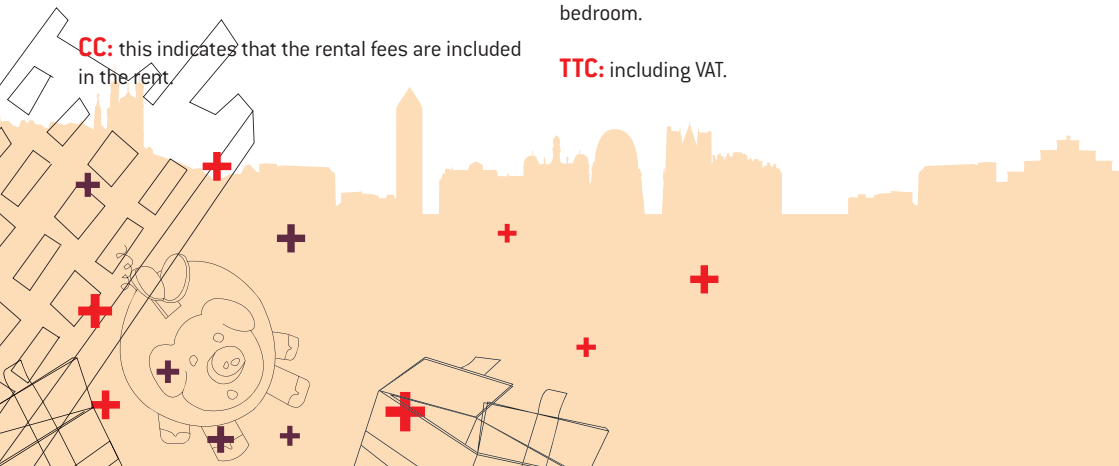 CC: this indicates that the rental fees are included
in the rent.
bedroom.
TTC: including VAT.